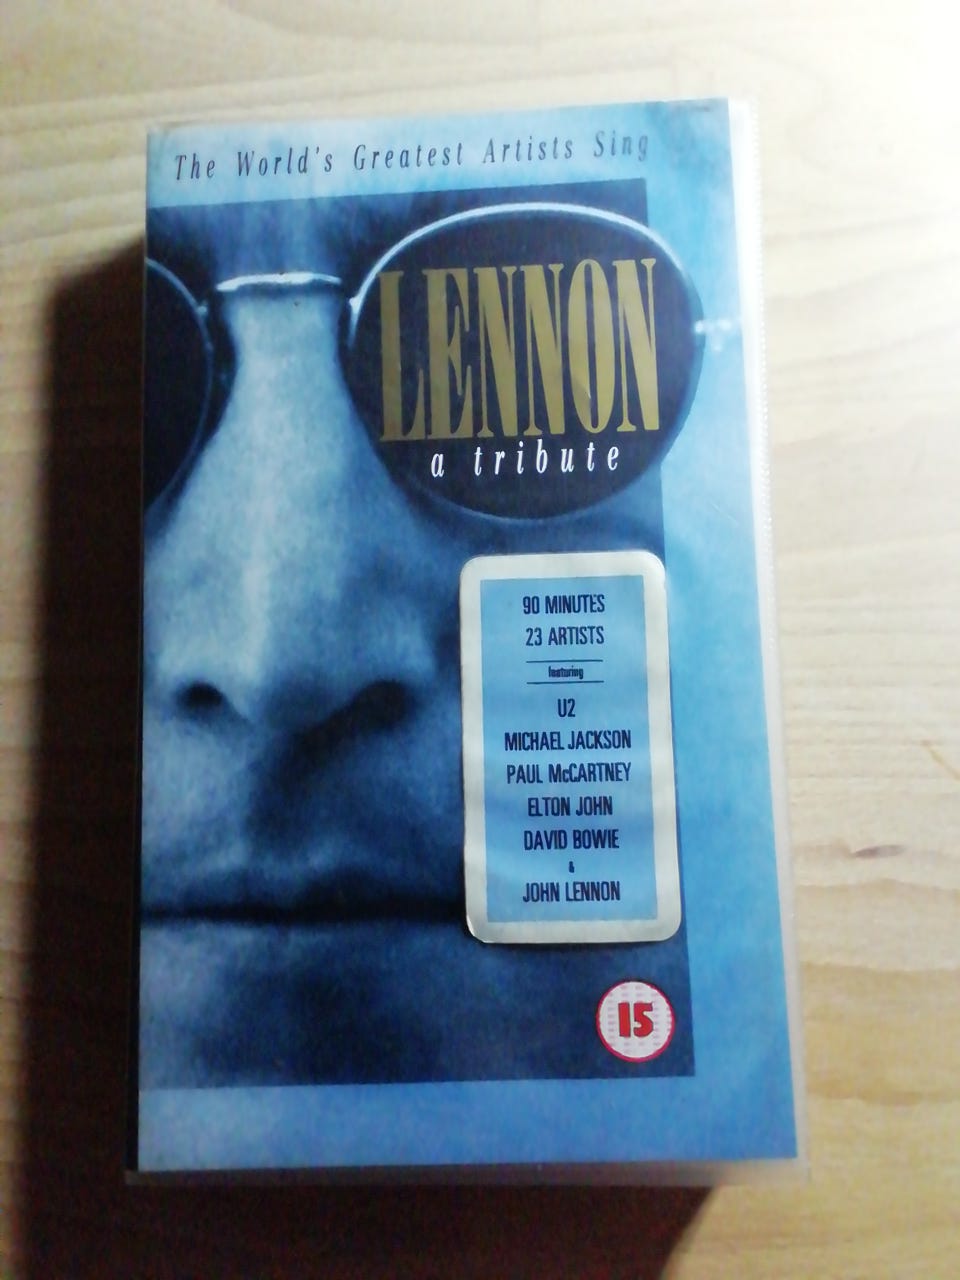 The World's Greatest Artists Sing
LENNON
a tribute
90 MINUTES
23 ARTISTS
featuring
U2
MICHAEL JACKSON
PAUL McCARTNEY
ELTON JOHN
DAVID BOWIE
&
JOHN LENNON
15